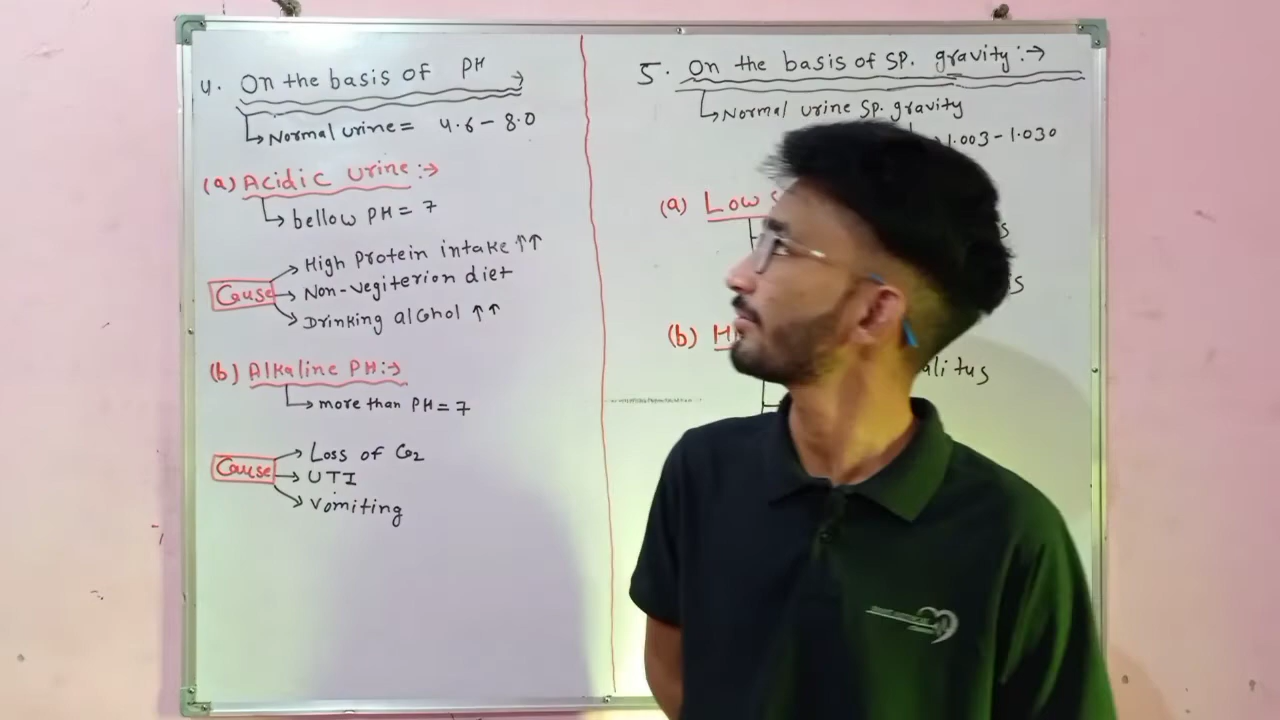 4. On the basis of PH →
↳ Normal urine = 4.6 - 8.0
(a) Acidic urine :→
↳ bellow PH = 7
Cause
→ High Protein intake ↑↑
→ Non-vegiterion diet
→ Drinking alcohol ↑↑
(b) Alkaline PH :→
↳ more than PH = 7
Cause
→ Loss of Co2
→ UTI
→ Vomiting
5. On the basis of SP. gravity :→
↳ Normal urine SP. gravity
→ 1.003 - 1.030
(a) Low
(b)